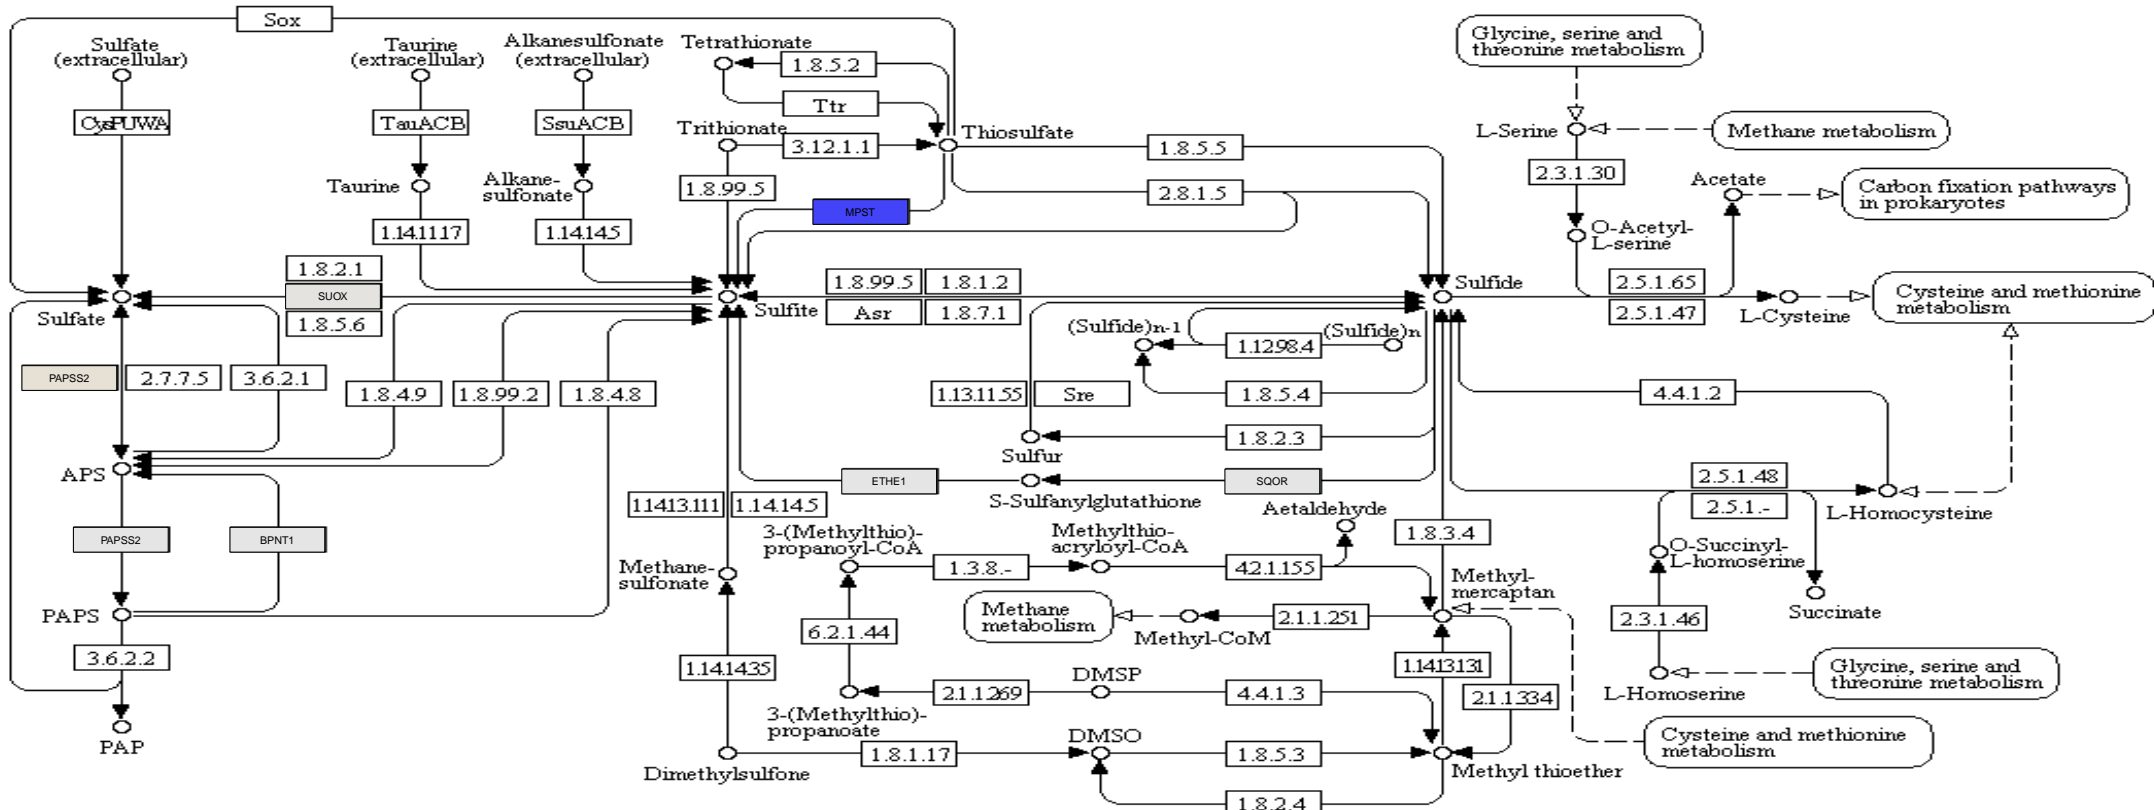 Sox
Sulfate
(extracellular)
Taurine
(extracellular)
Alkanesulfonate
(extracellular)
Tetrathionate
1.8.5.2
Ttr
Glycine, serine and
threonine metabolism
CysPUWA
TauACB
SsuACB
Trithionate
3.12.1.1
Thiosulfate
1.8.5.5
L-Serine
Methane metabolism
Taurine
Alkane-
sulfonate
1.8.99.5
MPST
2.8.1.5
2.3.1.30
Acetate
Carbon fixation pathways
in prokaryotes
1.14.11.17
1.14.14.5
O-Acetyl-
L-serine
1.8.2.1
SUOX
1.8.5.6
Sulfate
Sulfite
1.8.99.5
1.8.1.2
Asr
1.8.7.1
Sulfide
2.5.1.65
2.5.1.47
L-Cysteine
Cysteine and methionine
metabolism
(Sulfide)n-1
(Sulfide)n
1.12.98.4
PAPSS2
2.7.7.5
3.6.2.1
1.8.4.9
1.8.99.2
1.8.4.8
1.13.11.55
Sre
1.8.5.4
4.4.1.2
1.8.2.3
Sulfur
APS
ETHE1
SQOR
S-Sulfanylglutathione
2.5.1.48
2.5.1.-
L-Homocysteine
1.14.13.111
1.14.14.5
PAPSS2
BPNT1
3-(Methylthio)-
propanoyl-CoA
Methylthio-
acryloyl-CoA
Aetaldehyde
1.8.3.4
O-Succinyl-
L-homoserine
Methane-
sulfonate
1.3.8.-
4.2.1.155
Methyl-
mercaptan
Succinate
PAPS
Methane
metabolism
Methyl-CoM
2.1.1.251
2.3.1.46
6.2.1.44
3.6.2.2
1.14.14.35
1.14.13.131
Glycine, serine and
threonine metabolism
L-Homoserine
2.1.1.269
DMSP
4.4.1.3
2.1.1.334
3-(Methylthio)-
propanoate
PAP
DMSO
Cysteine and methionine
metabolism
1.8.1.17
1.8.5.3
Dimethylsulfone
Methyl thioether
1.8.2.4